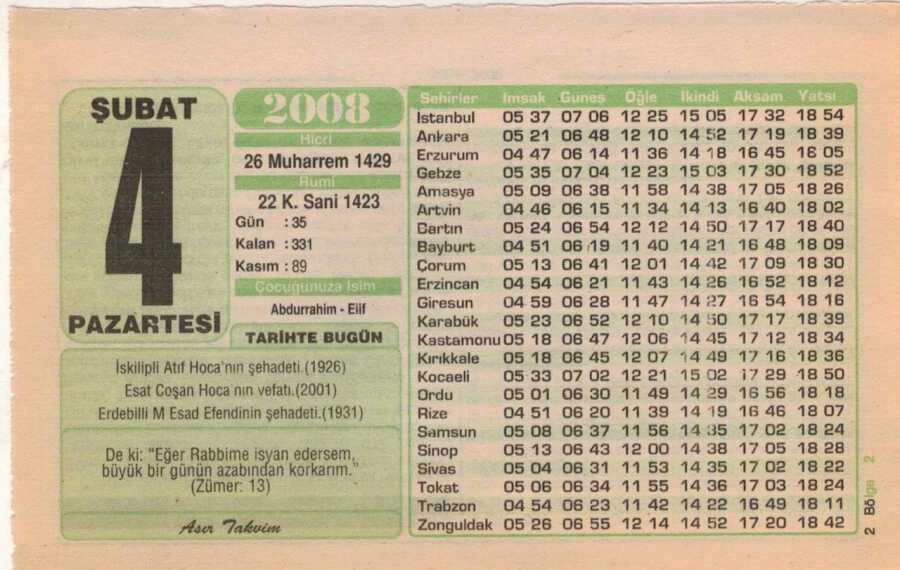 ŞUBAT
4
PAZARTESİ
2008
Hicri
26 Muharrem 1429
Rumi
22 K. Sani 1423
Gün : 35
Kalan : 331
Kasım : 89
Çocuğunuza İsim
Abdurrahim - Elif
TARİHTE BUGÜN
İskilipli Atıf Hoca'nın şehadeti.(1926)
Esat Coşan Hoca'nın vefatı.(2001)
Erdebilli M Esad Efendinin şehadeti.(1931)
De ki: "Eğer Rabbime isyan edersem,
büyük bir günün azabından korkarım."
(Zümer: 13)
Asır Takvim
Şehirler İmsak Güneş Öğle İkindi Akşam Yatsı
İstanbul 05 37 07 06 12 25 15 05 17 32 18 54
Ankara 05 21 06 48 12 10 14 52 17 19 18 39
Erzurum 04 47 06 14 11 36 14 18 16 45 18 05
Gebze 05 35 07 04 12 23 15 03 17 30 18 52
Amasya 05 09 06 38 11 58 14 38 17 05 18 26
Artvin 04 46 06 15 11 34 14 13 16 40 18 02
Bartın 05 24 06 54 12 12 14 50 17 17 18 40
Bayburt 04 51 06 19 11 40 14 21 16 48 18 09
Çorum 05 13 06 41 12 01 14 42 17 09 18 30
Erzincan 04 54 06 21 11 43 14 26 16 52 18 12
Giresun 04 59 06 28 11 47 14 27 16 54 18 16
Karabük 05 23 06 52 12 10 14 50 17 17 18 39
Kastamonu 05 18 06 47 12 06 14 45 17 12 18 34
Kırıkkale 05 18 06 45 12 07 14 49 17 16 18 36
Kocaeli 05 33 07 02 12 21 15 02 17 29 18 50
Ordu 05 01 06 30 11 49 14 29 16 56 18 18
Rize 04 51 06 20 11 39 14 19 16 46 18 07
Samsun 05 08 06 37 11 56 14 35 17 02 18 24
Sinop 05 13 06 43 12 00 14 38 17 05 18 28
Sivas 05 04 06 31 11 53 14 35 17 02 18 22
Tokat 05 06 06 34 11 55 14 36 17 03 18 24
Trabzon 04 54 06 23 11 42 14 22 16 49 18 11
Zonguldak 05 26 06 55 12 14 14 52 17 20 18 42
2 Bölge 2